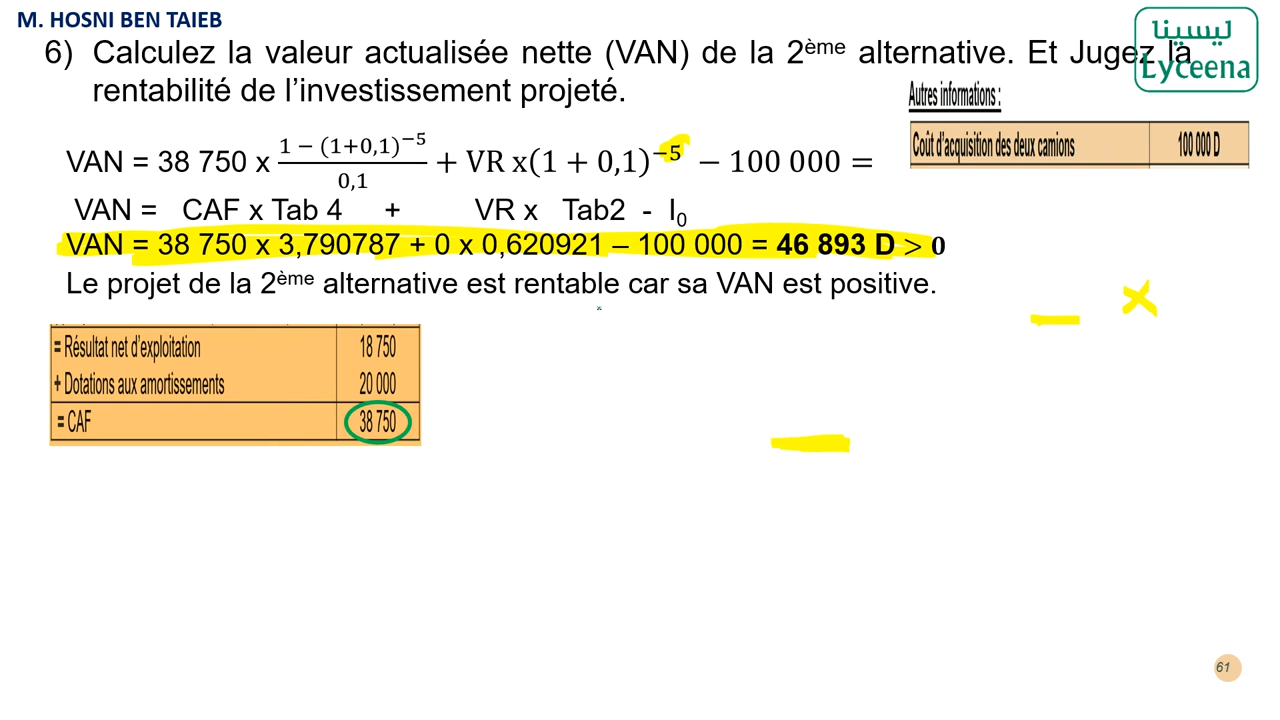 M. HOSNI BEN TAIEB
ليسينا
Lyceena
6) Calculez la valeur actualisée nette (VAN) de la 2ème alternative. Et Jugez la
rentabilité de l'investissement projeté.
Autres informations :
Coût d'acquisition des deux camions 100 000 D
VAN = 38 750 x (1 − (1+0,1)^−5)/0,1 + VR x(1 + 0,1)^−5 − 100 000 =
VAN = CAF x Tab 4 + VR x Tab2 - I₀
VAN = 38 750 x 3,790787 + 0 x 0,620921 – 100 000 = 46 893 D > 0
Le projet de la 2ème alternative est rentable car sa VAN est positive.
= Résultat net d'exploitation 18 750
+ Dotations aux amortissements 20 000
= CAF 38 750
61